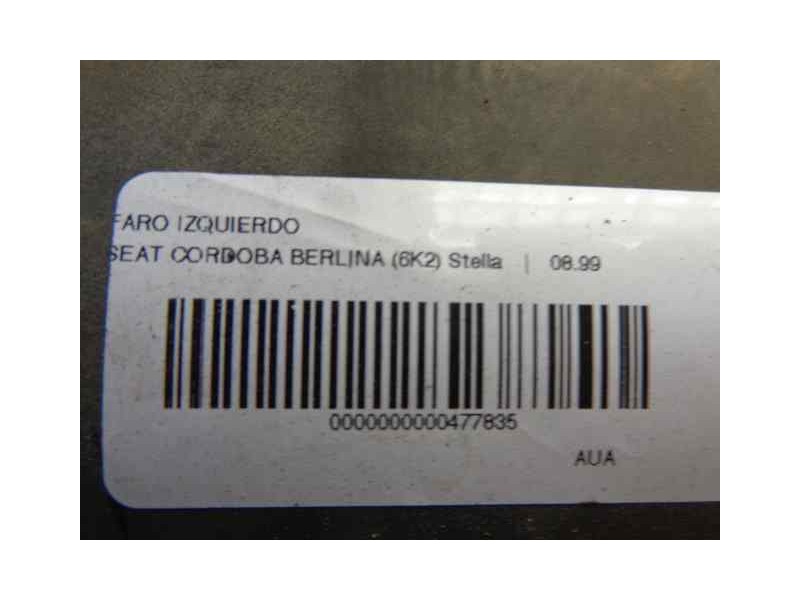 FARO IZQUIERDO
SEAT CORDOBA BERLINA (6K2) Stella | 08.99
0000000000477835
AUA